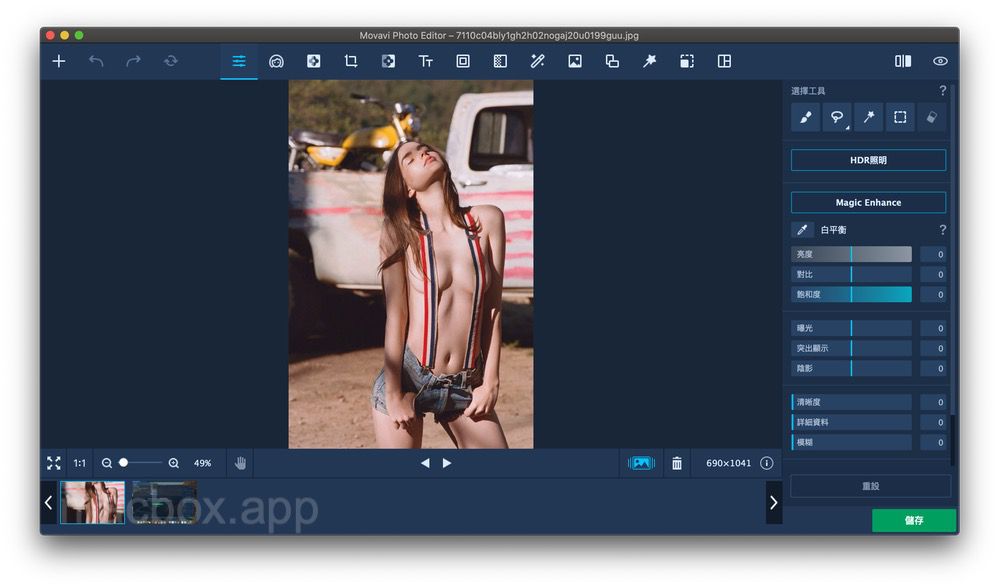 Movavi Photo Editor – 7110c04bly1gh2h02nogaj20u0199guu.jpg
選擇工具 ?
HDR照明
Magic Enhance
白平衡 ?
亮度 0
對比 0
飽和度 0
曝光 0
突出顯示 0
陰影 0
清晰度 0
詳細資料 0
模糊 0
1:1 49% 690×1041
重設
cbox.app
儲存